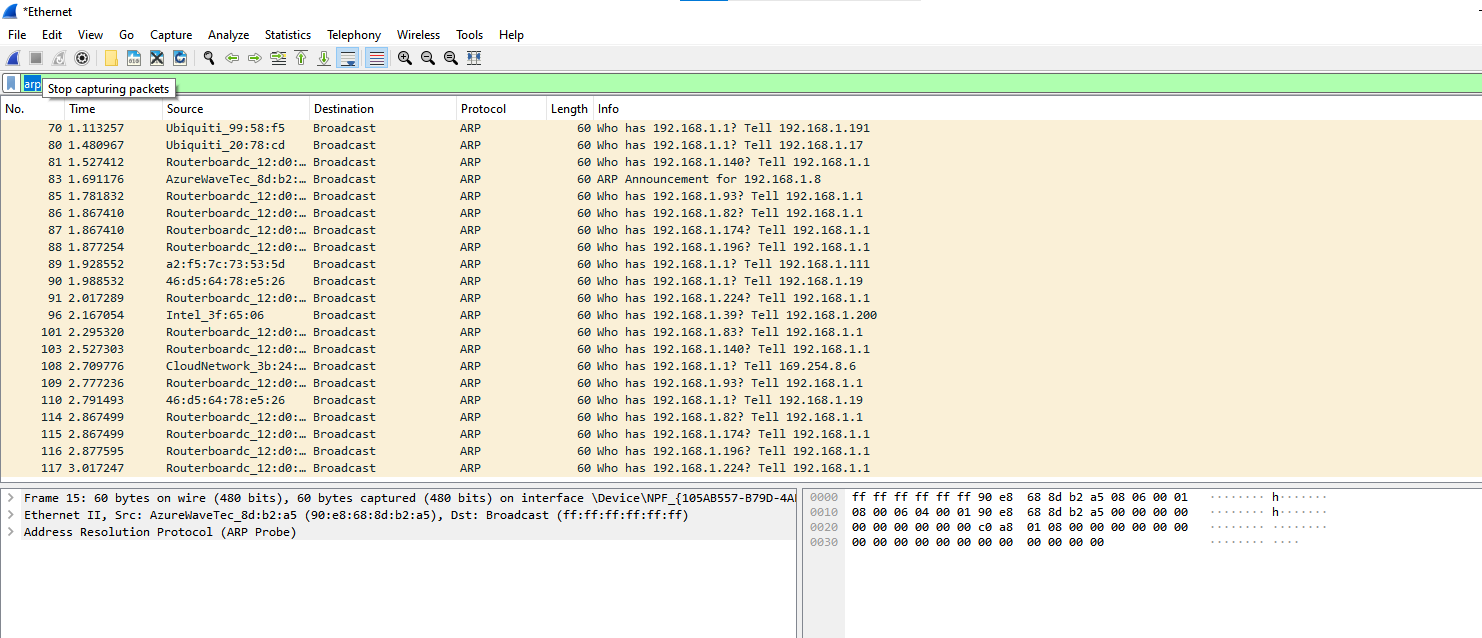 *Ethernet
File Edit View Go Capture Analyze Statistics Telephony Wireless Tools Help
arp
Stop capturing packets
No. Time Source Destination Protocol Length Info
70 1.113257 Ubiquiti_99:58:f5 Broadcast ARP 60 Who has 192.168.1.1? Tell 192.168.1.191
80 1.480967 Ubiquiti_20:78:cd Broadcast ARP 60 Who has 192.168.1.1? Tell 192.168.1.17
81 1.527412 Routerboardc_12:d0:… Broadcast ARP 60 Who has 192.168.1.140? Tell 192.168.1.1
83 1.691176 AzureWaveTec_8d:b2:… Broadcast ARP 60 ARP Announcement for 192.168.1.8
85 1.781832 Routerboardc_12:d0:… Broadcast ARP 60 Who has 192.168.1.93? Tell 192.168.1.1
86 1.867410 Routerboardc_12:d0:… Broadcast ARP 60 Who has 192.168.1.82? Tell 192.168.1.1
87 1.867410 Routerboardc_12:d0:… Broadcast ARP 60 Who has 192.168.1.174? Tell 192.168.1.1
88 1.877254 Routerboardc_12:d0:… Broadcast ARP 60 Who has 192.168.1.196? Tell 192.168.1.1
89 1.928552 a2:f5:7c:73:53:5d Broadcast ARP 60 Who has 192.168.1.1? Tell 192.168.1.111
90 1.988532 46:d5:64:78:e5:26 Broadcast ARP 60 Who has 192.168.1.1? Tell 192.168.1.19
91 2.017289 Routerboardc_12:d0:… Broadcast ARP 60 Who has 192.168.1.224? Tell 192.168.1.1
96 2.167054 Intel_3f:65:06 Broadcast ARP 60 Who has 192.168.1.39? Tell 192.168.1.200
101 2.295320 Routerboardc_12:d0:… Broadcast ARP 60 Who has 192.168.1.83? Tell 192.168.1.1
103 2.527303 Routerboardc_12:d0:… Broadcast ARP 60 Who has 192.168.1.140? Tell 192.168.1.1
108 2.709776 CloudNetwork_3b:24:… Broadcast ARP 60 Who has 192.168.1.1? Tell 169.254.8.6
109 2.777236 Routerboardc_12:d0:… Broadcast ARP 60 Who has 192.168.1.93? Tell 192.168.1.1
110 2.791493 46:d5:64:78:e5:26 Broadcast ARP 60 Who has 192.168.1.1? Tell 192.168.1.19
114 2.867499 Routerboardc_12:d0:… Broadcast ARP 60 Who has 192.168.1.82? Tell 192.168.1.1
115 2.867499 Routerboardc_12:d0:… Broadcast ARP 60 Who has 192.168.1.174? Tell 192.168.1.1
116 2.877595 Routerboardc_12:d0:… Broadcast ARP 60 Who has 192.168.1.196? Tell 192.168.1.1
117 3.017247 Routerboardc_12:d0:… Broadcast ARP 60 Who has 192.168.1.224? Tell 192.168.1.1
Frame 15: 60 bytes on wire (480 bits), 60 bytes captured (480 bits) on interface \Device\NPF_{105AB557-B79D-4A
Ethernet II, Src: AzureWaveTec_8d:b2:a5 (90:e8:68:8d:b2:a5), Dst: Broadcast (ff:ff:ff:ff:ff:ff)
Address Resolution Protocol (ARP Probe)
0000 ff ff ff ff ff ff 90 e8 68 8d b2 a5 08 06 00 01 ········ h·······
0010 08 00 06 04 00 01 90 e8 68 8d b2 a5 00 00 00 00 ········ h·······
0020 00 00 00 00 00 00 c0 a8 01 08 00 00 00 00 00 00 ········ ········
0030 00 00 00 00 00 00 00 00 00 00 00 00 ········ ····